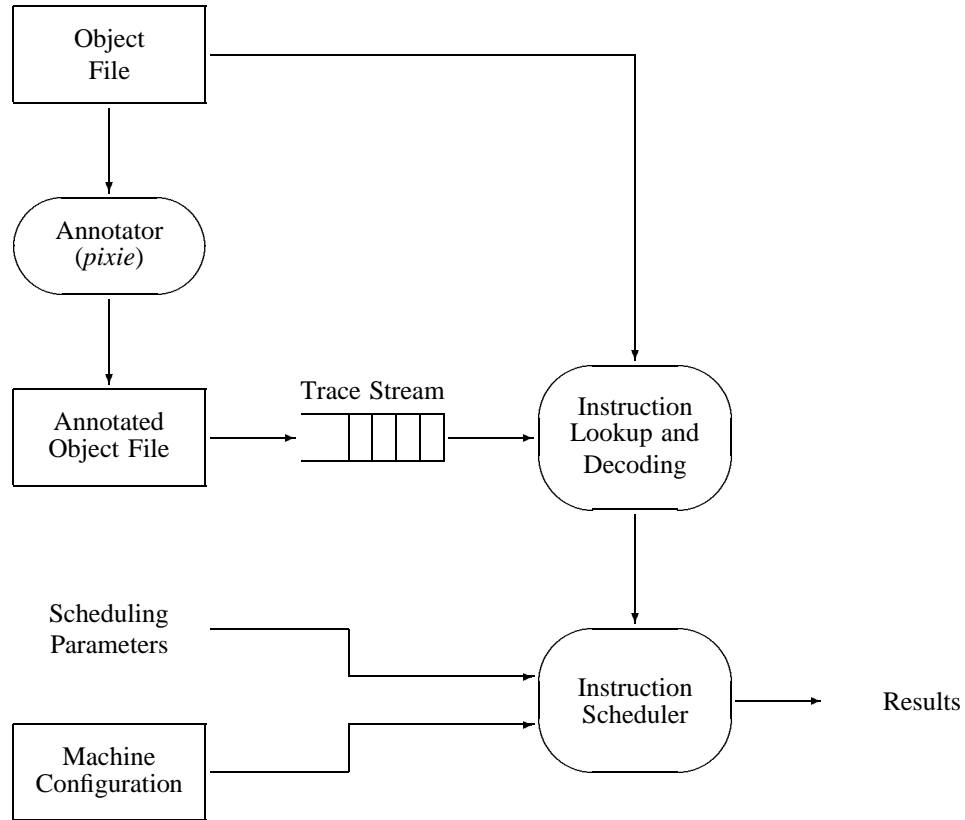 Object
File
Annotator
(pixie)
Trace Stream
Annotated
Object File
Instruction
Lookup and
Decoding
Scheduling
Parameters
Instruction
Scheduler
Results
Machine
Configuration